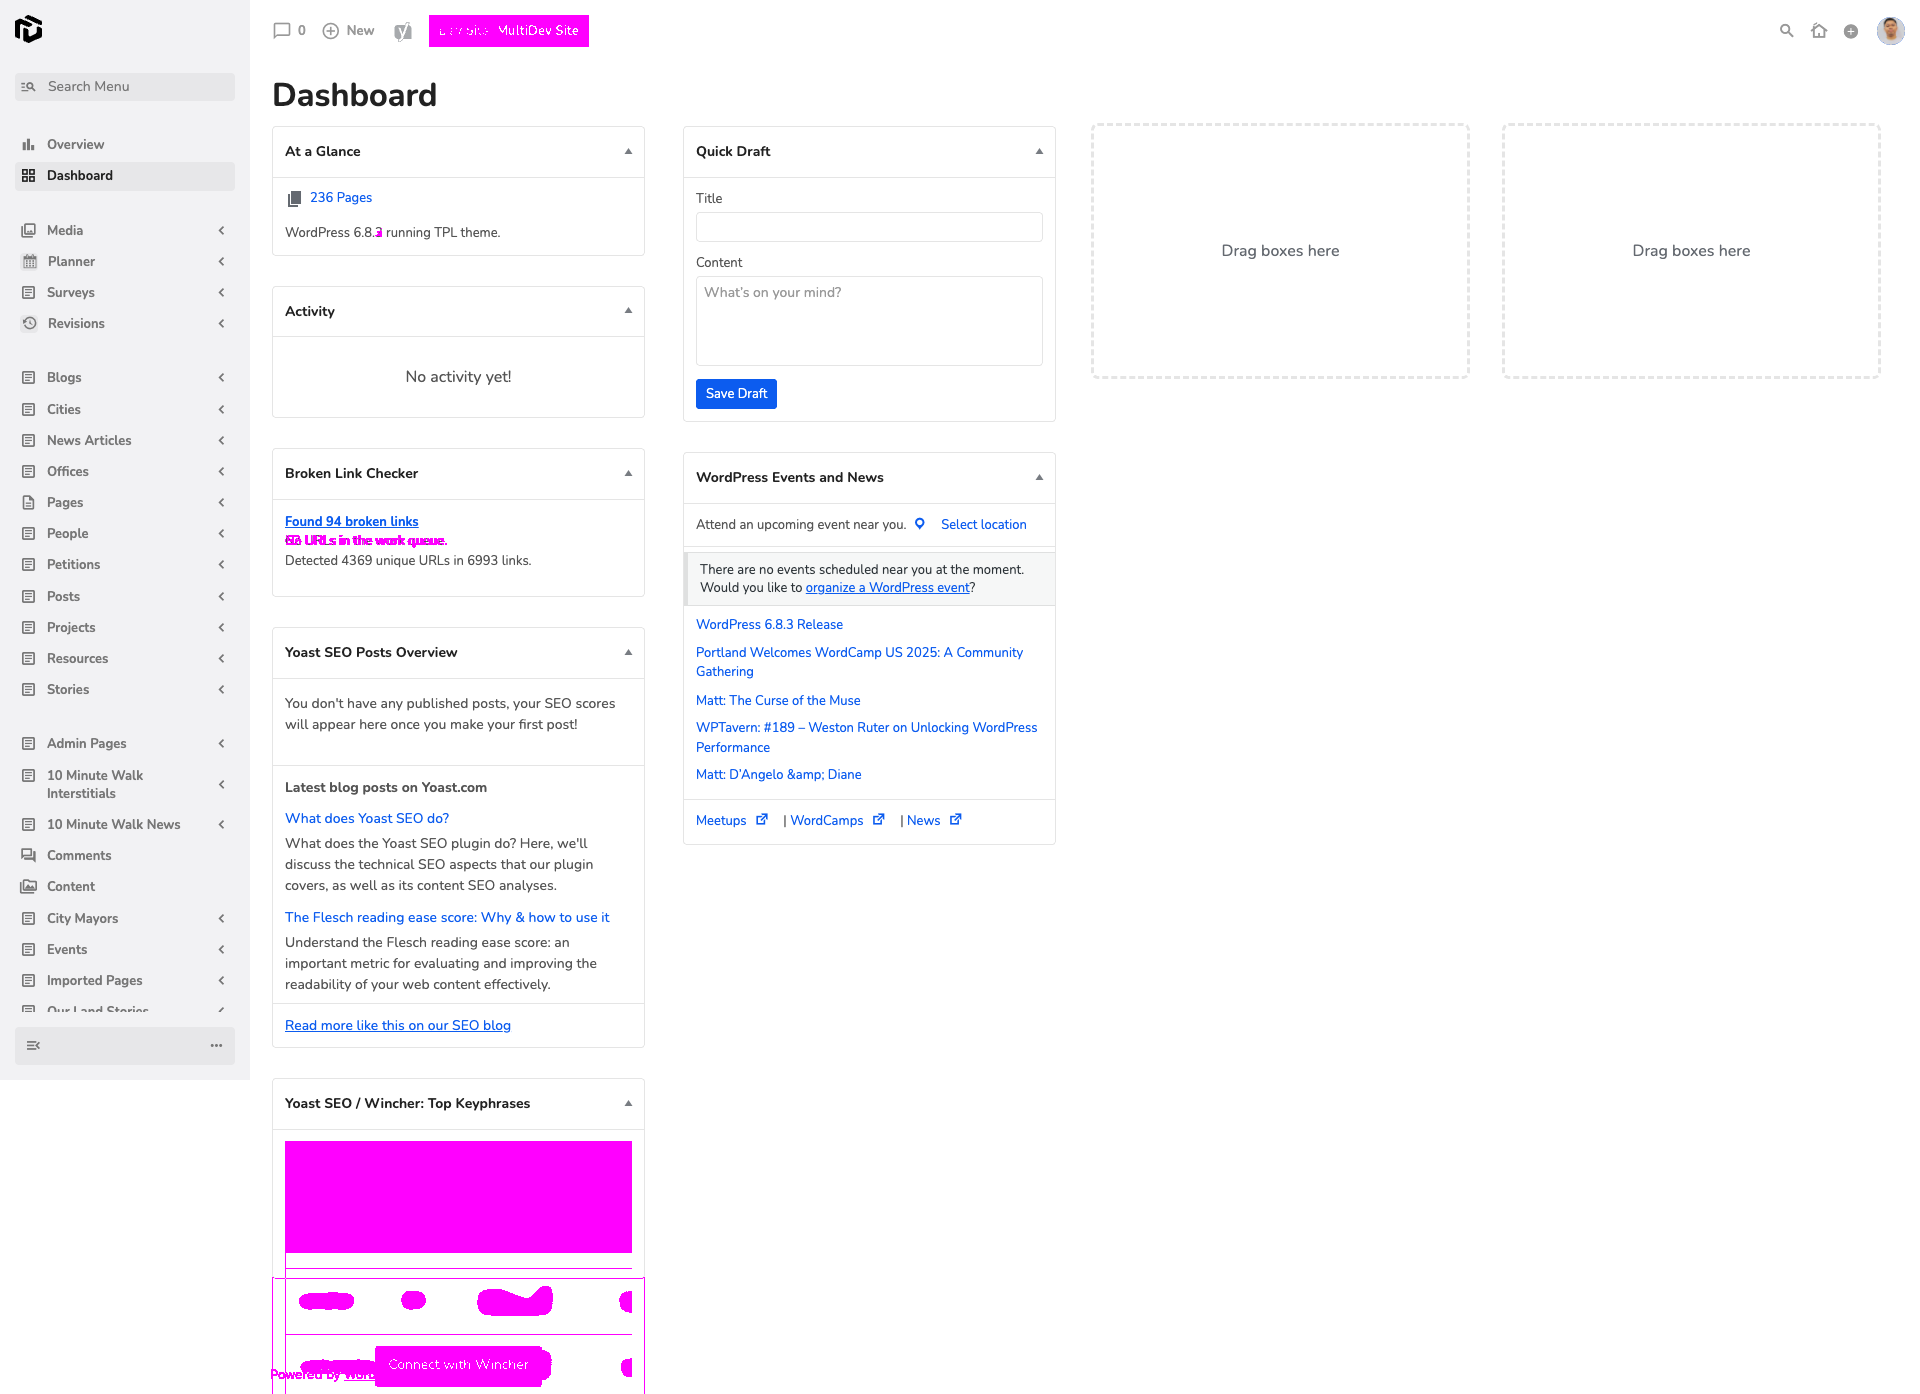 0
New
MultiDev Site
Search Menu
Overview
Dashboard
Media
Planner
Surveys
Revisions
Blogs
Cities
News Articles
Offices
Pages
People
Petitions
Posts
Projects
Resources
Stories
Admin Pages
10 Minute Walk
Interstitials
10 Minute Walk News
Comments
Content
City Mayors
Events
Imported Pages
Our Land Stories
Dashboard
At a Glance
236 Pages
WordPress 6.8. running TPL theme.
Activity
No activity yet!
Broken Link Checker
Found 94 broken links
URLs in the work queue.
Detected 4369 unique URLs in 6993 links.
Yoast SEO Posts Overview
You don't have any published posts, your SEO scores
will appear here once you make your first post!
Latest blog posts on Yoast.com
What does Yoast SEO do?
What does the Yoast SEO plugin do? Here, we'll
discuss the technical SEO aspects that our plugin
covers, as well as its content SEO analyses.
The Flesch reading ease score: Why & how to use it
Understand the Flesch reading ease score: an
important metric for evaluating and improving the
readability of your web content effectively.
Read more like this on our SEO blog
Yoast SEO / Wincher: Top Keyphrases
Connect with Wincher
Powered by
Quick Draft
Title
Content
What's on your mind?
Save Draft
WordPress Events and News
Attend an upcoming event near you. Select location
There are no events scheduled near you at the moment.
Would you like to organize a WordPress event?
WordPress 6.8.3 Release
Portland Welcomes WordCamp US 2025: A Community
Gathering
Matt: The Curse of the Muse
WPTavern: #189 – Weston Ruter on Unlocking WordPress
Performance
Matt: D'Angelo &amp; Diane
Meetups | WordCamps | News
Drag boxes here
Drag boxes here